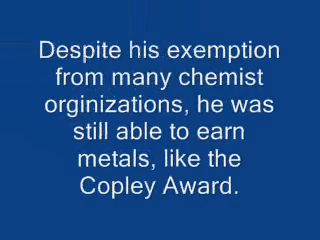 Despite his exemption
from many chemist
orginizations, he was
still able to earn
metals, like the
Copley Award.